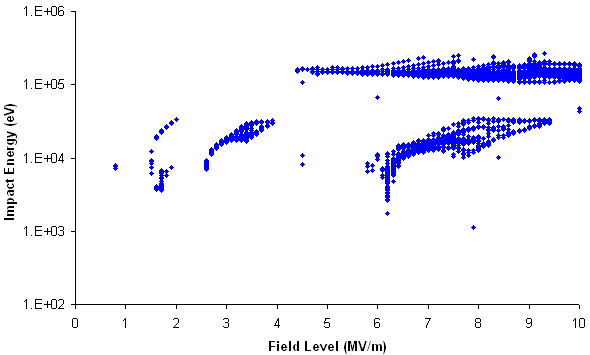 1.E+06
1.E+05
1.E+04
1.E+03
1.E+02
Impact Energy (eV)
0 1 2 3 4 5 6 7 8 9 10
Field Level (MV/m)